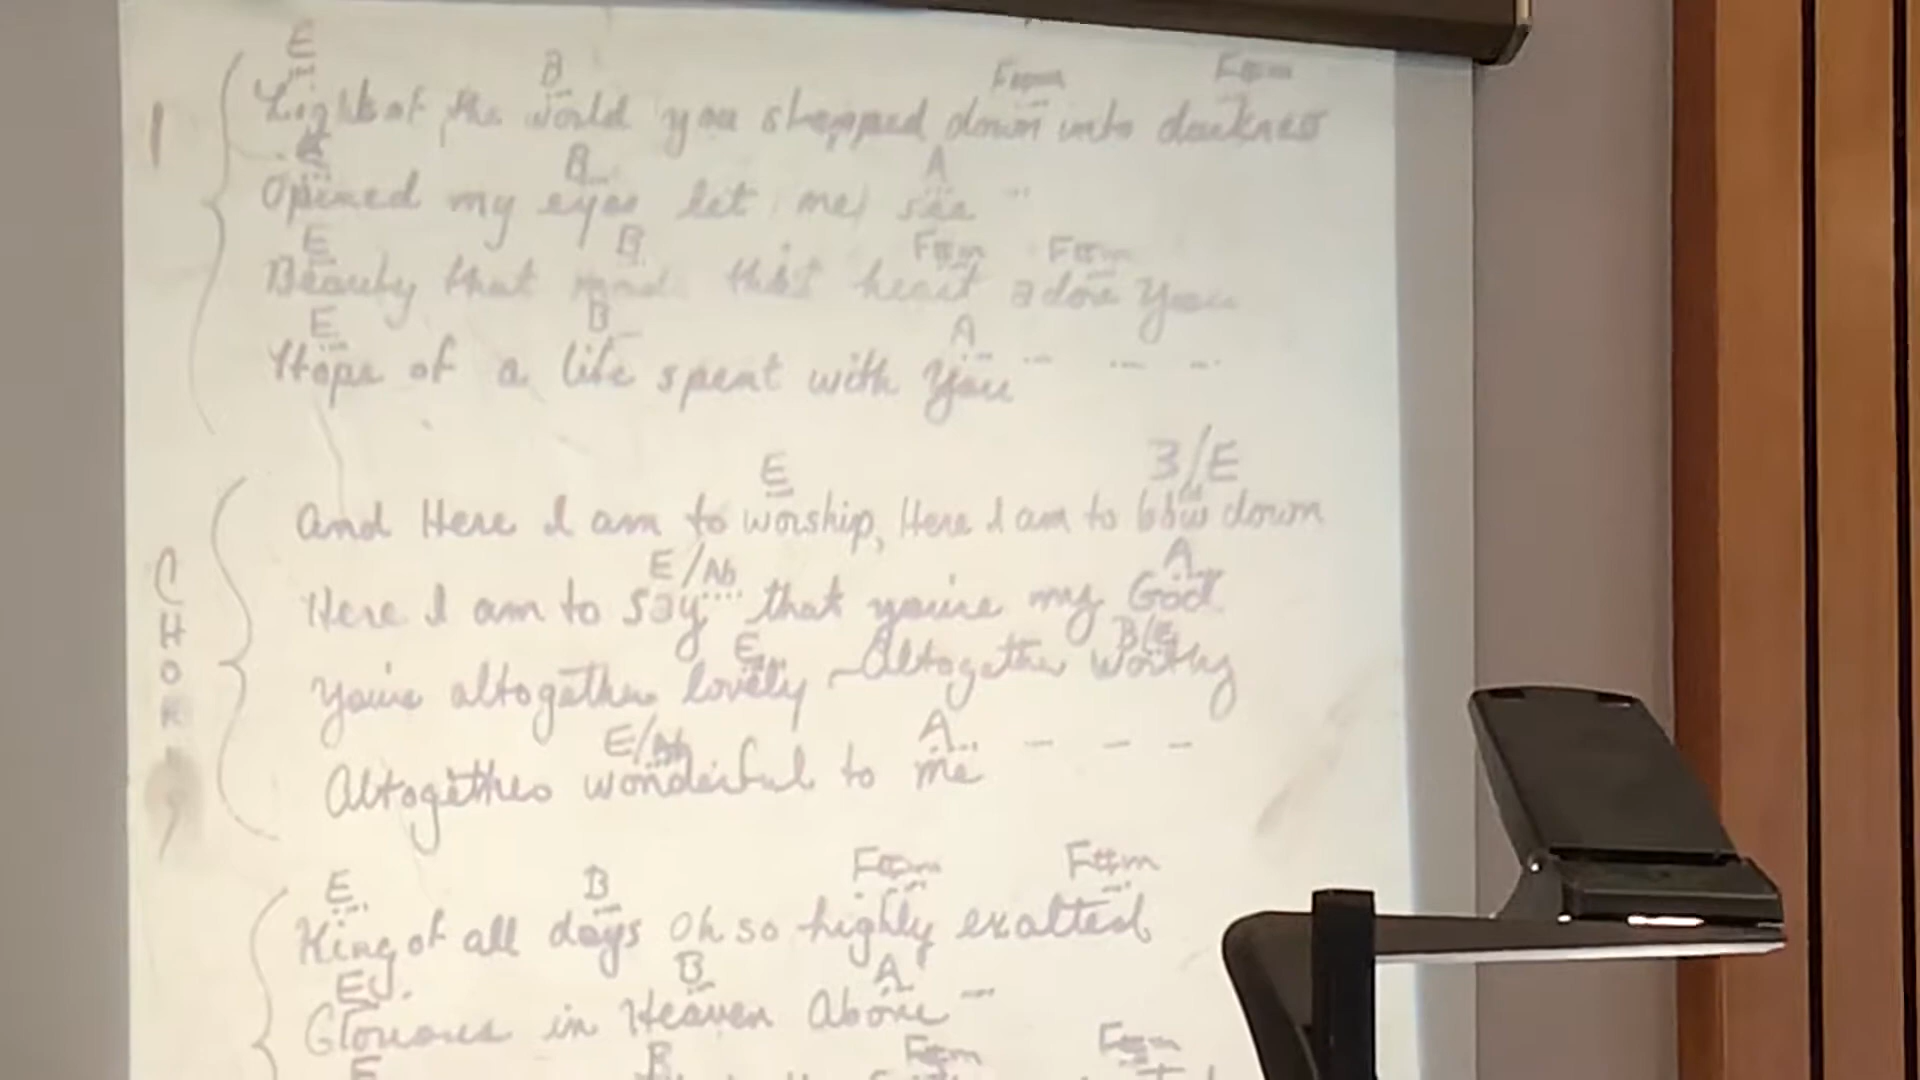 E B F#m F#m
1 Light of the world you stepped down into darkness
A B A
Opened my eyes let me see ...
E B F#m F#m
Beauty that made this heart adore you
E B A
Hope of a life spent with you ... ... ...
E B/E
And Here I am to worship, Here I am to bow down
E/Ab A
Here I am to say that you're my God
E B/E
You're altogether lovely - Altogether worthy
E/Ab A - - -
Altogether wonderful to me
CHORUS
E B F#m F#m
King of all days oh so highly exalted
E B A
Glorious in Heaven Above ---
E B F#m F#m